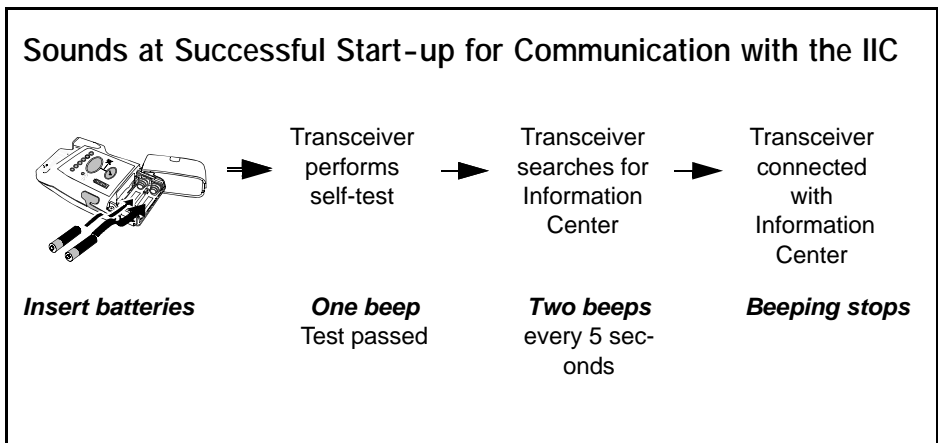 Sounds at Successful Start-up for Communication with the IIC
Transceiver
performs
self-test
Transceiver
searches for
Information
Center
Transceiver
connected
with
Information
Center
Insert batteries
One beep
Test passed
Two beeps
every 5 sec-
onds
Beeping stops